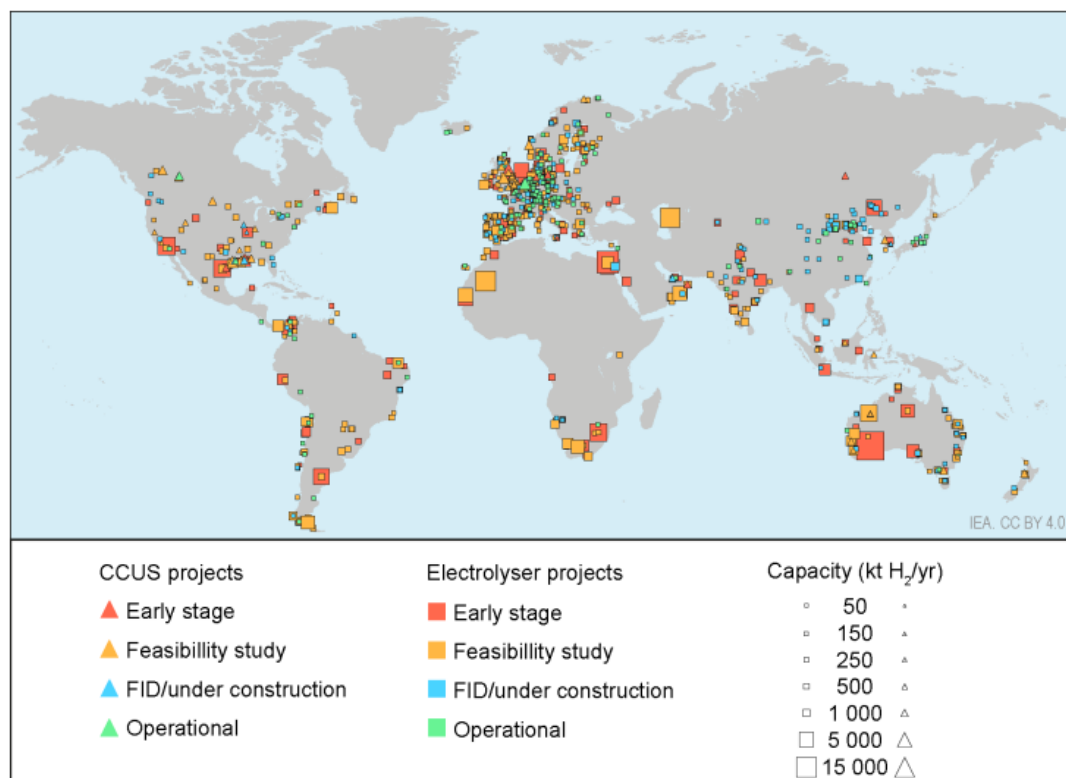 IEA. CC BY 4.0
CCUS projects
Early stage
Feasibillity study
FID/under construction
Operational
Electrolyser projects
Early stage
Feasibillity study
FID/under construction
Operational
Capacity (kt H₂/yr)
50
150
250
500
1 000
5 000
15 000